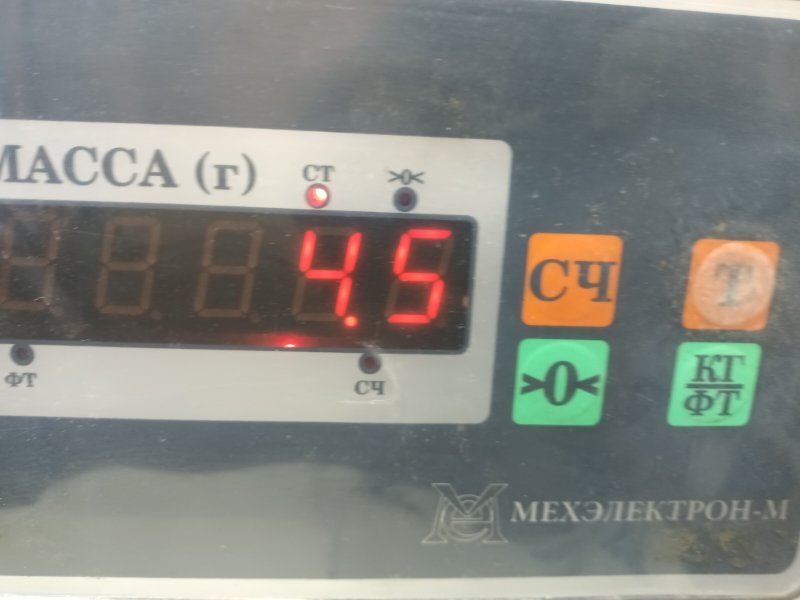 МАССА (г)
СТ >0<
4.5
ФТ СЧ
СЧ Т
>0< КГ
ФТ
МЕХЭЛЕКТРОН-М